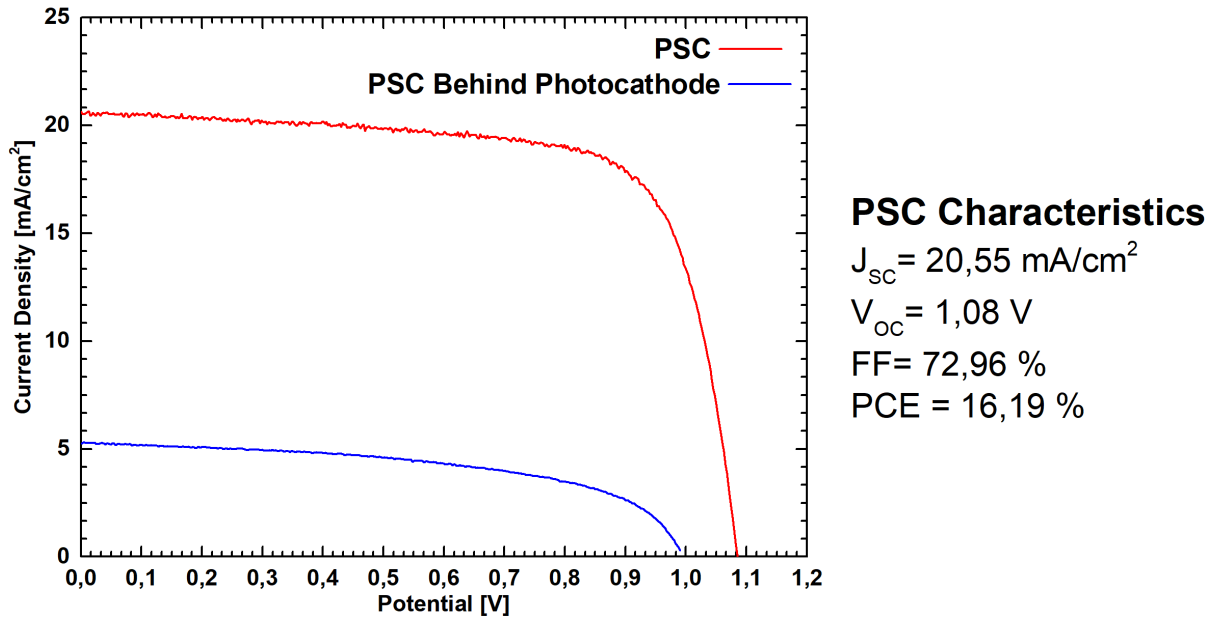 25
20
15
10
5
0
Current Density [mA/cm²]
PSC
PSC Behind Photocathode
0,0 0,1 0,2 0,3 0,4 0,5 0,6 0,7 0,8 0,9 1,0 1,1 1,2
Potential [V]
PSC Characteristics
J_SC= 20,55 mA/cm²
V_OC= 1,08 V
FF= 72,96 %
PCE = 16,19 %